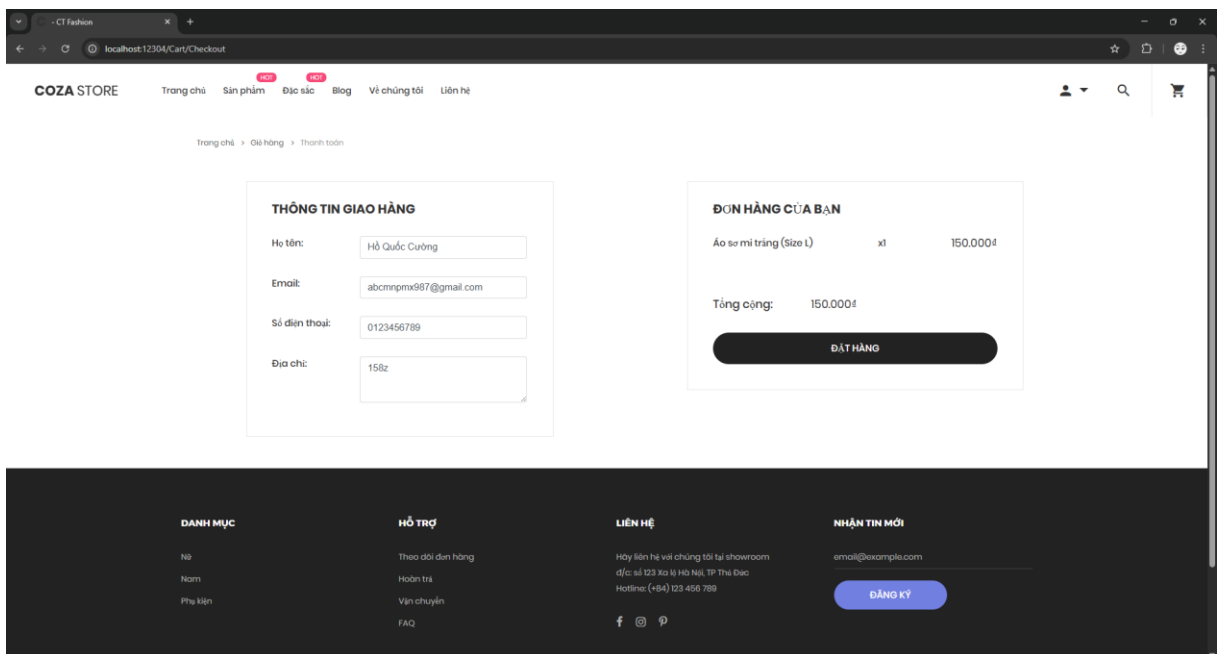 - CT Fashion
localhost:12304/Cart/Checkout
COZA STORE Trang chủ Sản phẩm HOT Đặc sắc HOT Blog Về chúng tôi Liên hệ
Trang chủ > Giỏ hàng > Thanh toán
THÔNG TIN GIAO HÀNG
Họ tên: Hồ Quốc Cường
Email: abcmnpmx987@gmail.com
Số điện thoại: 0123456789
Địa chỉ: 158z
ĐƠN HÀNG CỦA BẠN
Áo sơ mi trắng (Size L) x1 150.000đ
Tổng cộng: 150.000đ
ĐẶT HÀNG
DANH MỤC
Nữ
Nam
Phụ kiện
HỖ TRỢ
Theo dõi đơn hàng
Hoàn trả
Vận chuyển
FAQ
LIÊN HỆ
Hãy liên hệ với chúng tôi tại showroom
đ/c: số 123 Xa lộ Hà Nội, TP Thủ Đức
Hotline: (+84) 123 456 789
NHẬN TIN MỚI
email@example.com
ĐĂNG KÝ